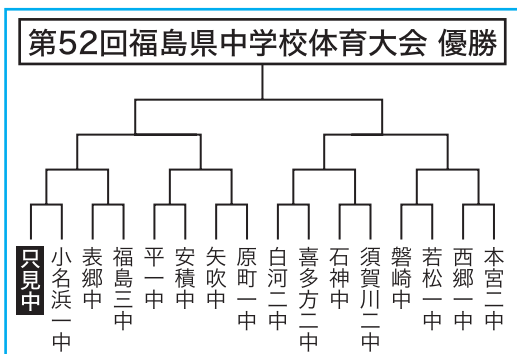 第52回福島県中学校体育大会 優勝
只見中
小名浜一中
表郷中
福島三中
平一中
安積中
矢吹中
原町一中
白河二中
喜多方二中
石神中
須賀川二中
磐崎中
若松一中
西郷一中
本宮二中